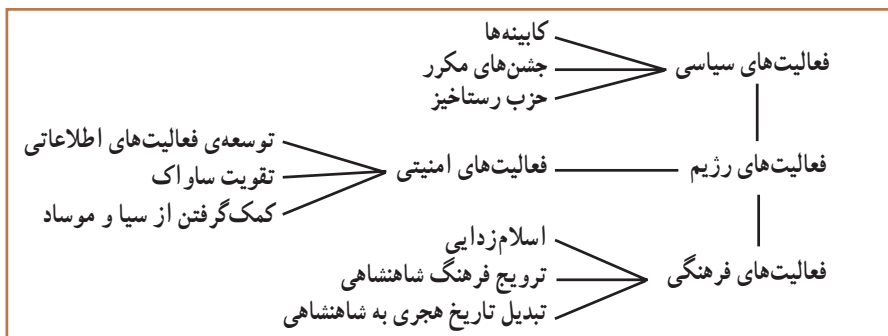 کابینه‌ها
فعالیت‌های سیاسی
جشن‌های مکرر
حزب رستاخیز
توسعه‌ی فعالیت‌های اطلاعاتی
فعالیت‌های رژیم
فعالیت‌های امنیتی
تقویت ساواک
کمک‌گرفتن از سیا و موساد
اسلام‌زدایی
فعالیت‌های فرهنگی
ترویج فرهنگ شاهنشاهی
تبدیل تاریخ هجری به شاهنشاهی